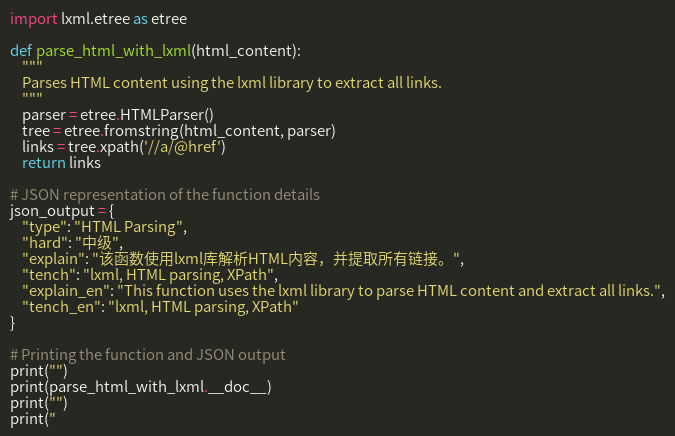 import lxml.etree as etree

def parse_html_with_lxml(html_content):
    """
    Parses HTML content using the lxml library to extract all links.
    """
    parser = etree.HTMLParser()
    tree = etree.fromstring(html_content, parser)
    links = tree.xpath('//a/@href')
    return links

# JSON representation of the function details
json_output = {
    "type": "HTML Parsing",
    "hard": "中级",
    "explain": "该函数使用lxml库解析HTML内容，并提取所有链接。",
    "tench": "lxml, HTML parsing, XPath",
    "explain_en": "This function uses the lxml library to parse HTML content and extract all links.",
    "tench_en": "lxml, HTML parsing, XPath"
}

# Printing the function and JSON output
print("")
print(parse_html_with_lxml.__doc__)
print("")
print("